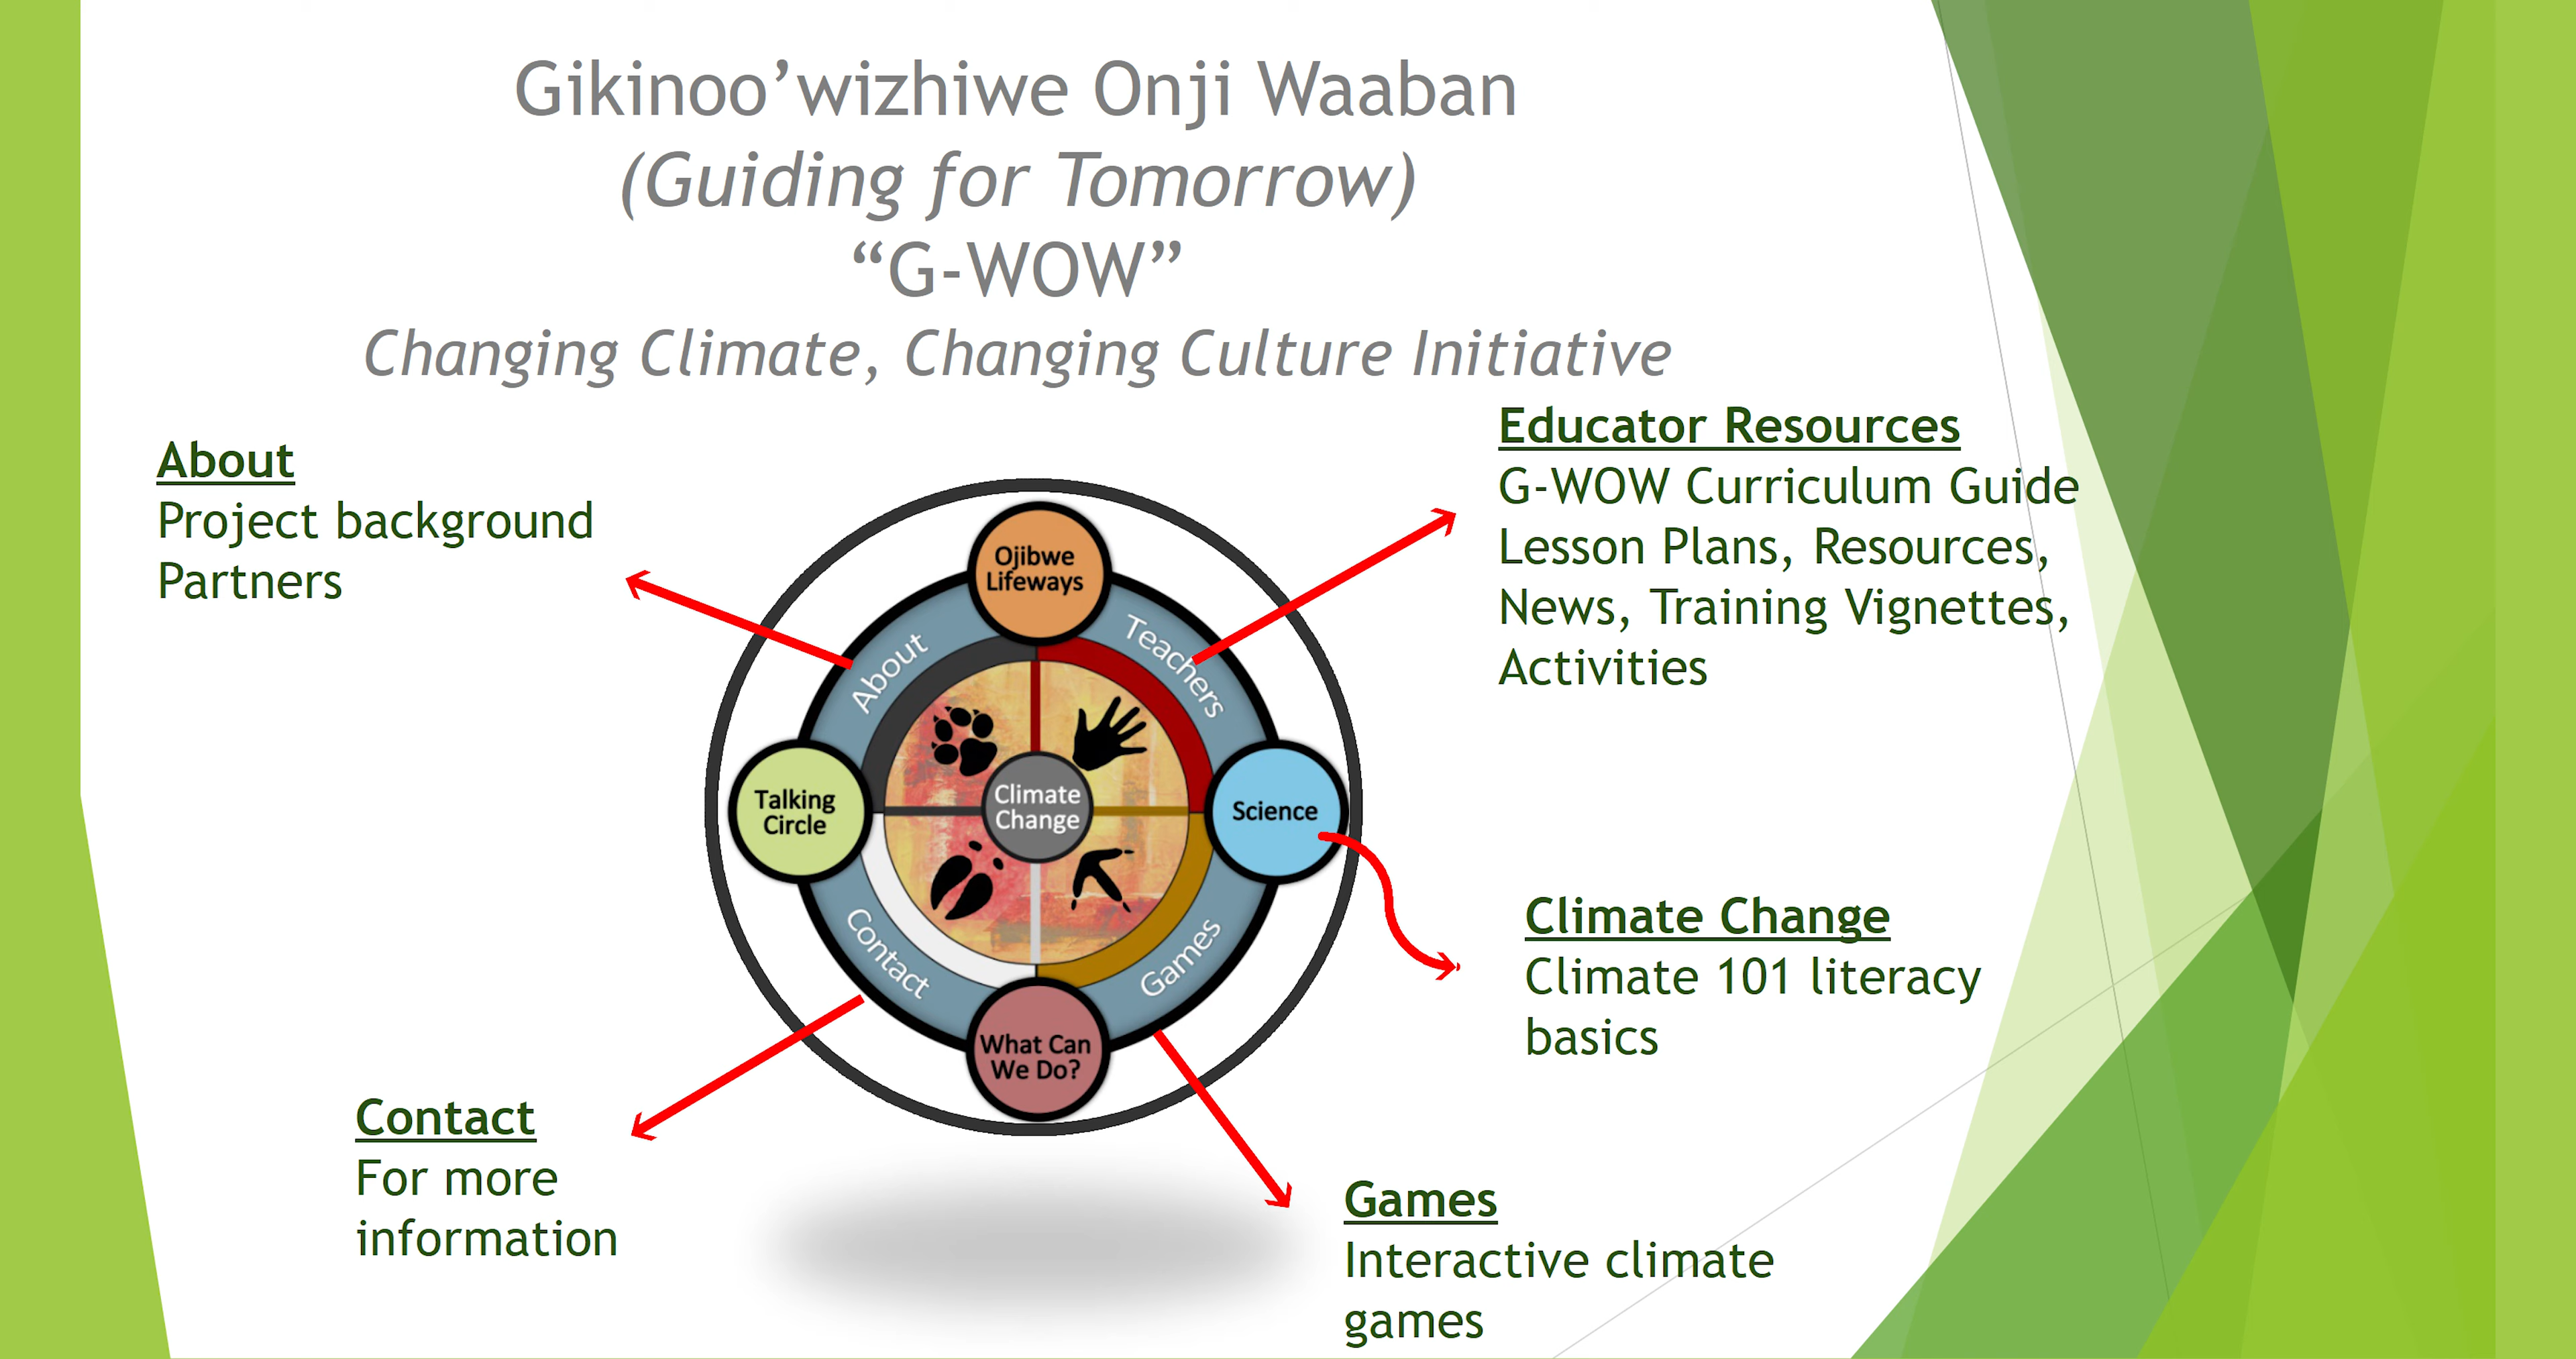 Gikinoo’wizhiwe Onji Waaban
(Guiding for Tomorrow)
“G-WOW”
Changing Climate, Changing Culture Initiative
About
Project background
Partners
Educator Resources
G-WOW Curriculum Guide
Lesson Plans, Resources,
News, Training Vignettes,
Activities
Ojibwe
Lifeways
About
Teachers
Talking
Circle
Climate
Change
Science
Contact
Games
What Can
We Do?
Climate Change
Climate 101 literacy
basics
Contact
For more
information
Games
Interactive climate
games